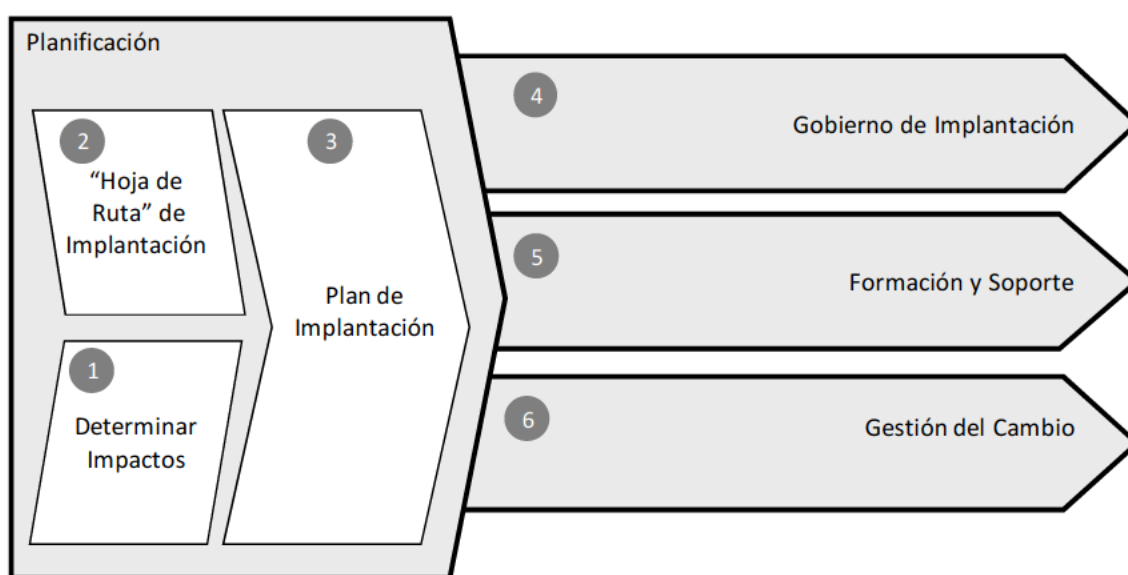 Planificación
2
“Hoja de
Ruta” de
Implantación
1
Determinar
Impactos
3
Plan de
Implantación
4
Gobierno de Implantación
5
Formación y Soporte
6
Gestión del Cambio